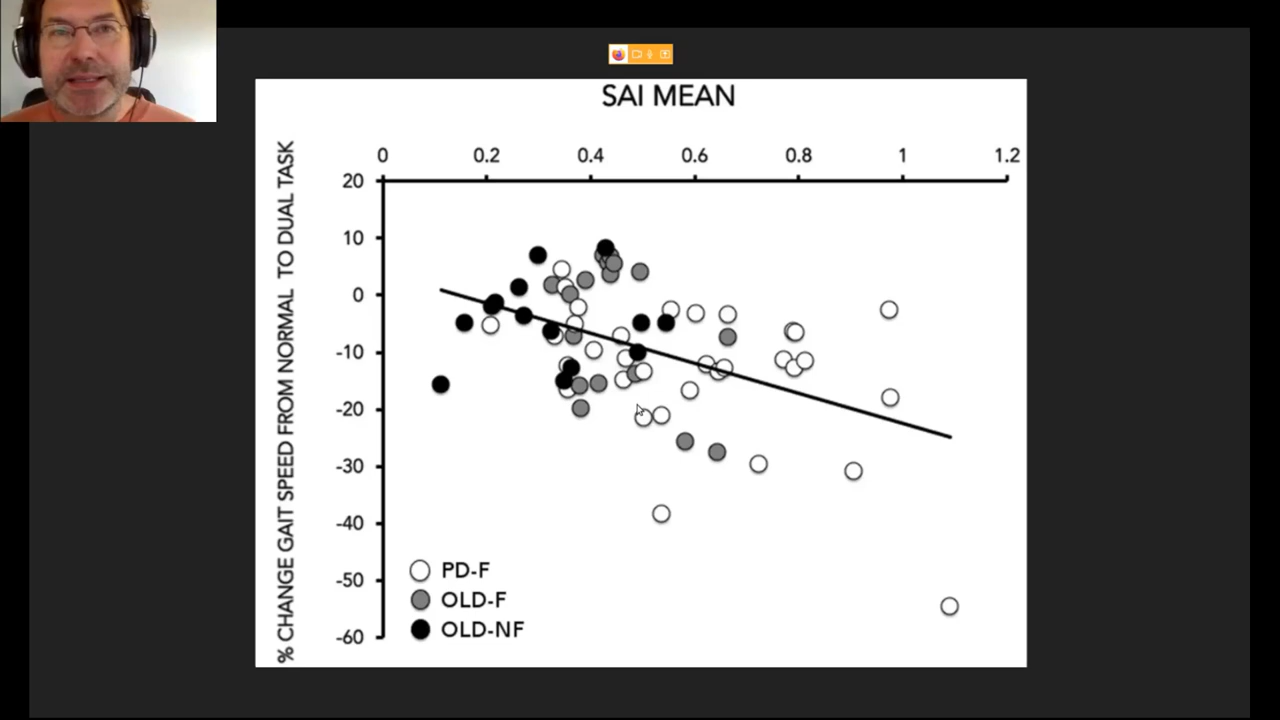 SAI MEAN
0 0.2 0.4 0.6 0.8 1 1.2
20
10
0
-10
-20
-30
-40
-50
-60
% CHANGE GAIT SPEED FROM NORMAL TO DUAL TASK
PD-F
OLD-F
OLD-NF